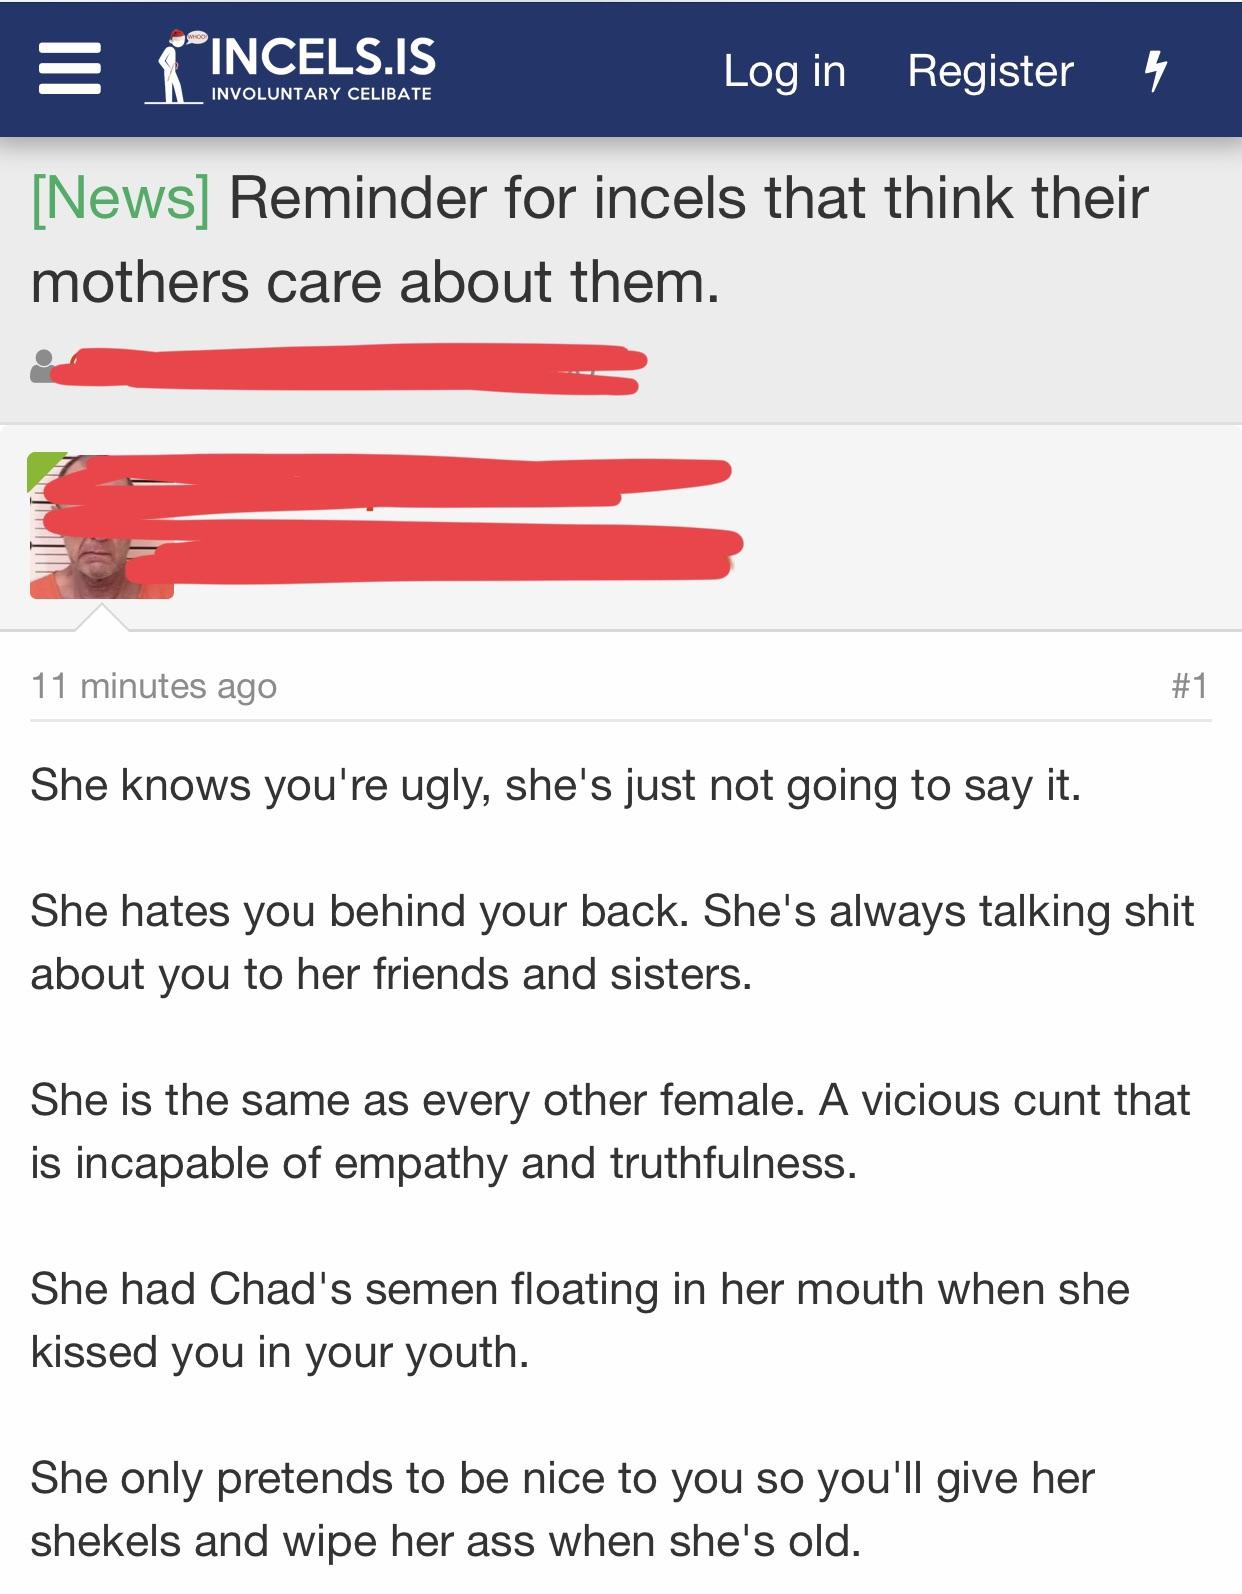 WHOO!
INCELS.IS
INVOLUNTARY CELIBATE
Log in Register
[News] Reminder for incels that think their
mothers care about them.
11 minutes ago #1
She knows you're ugly, she's just not going to say it.
She hates you behind your back. She's always talking shit
about you to her friends and sisters.
She is the same as every other female. A vicious cunt that
is incapable of empathy and truthfulness.
She had Chad's semen floating in her mouth when she
kissed you in your youth.
She only pretends to be nice to you so you'll give her
shekels and wipe her ass when she's old.